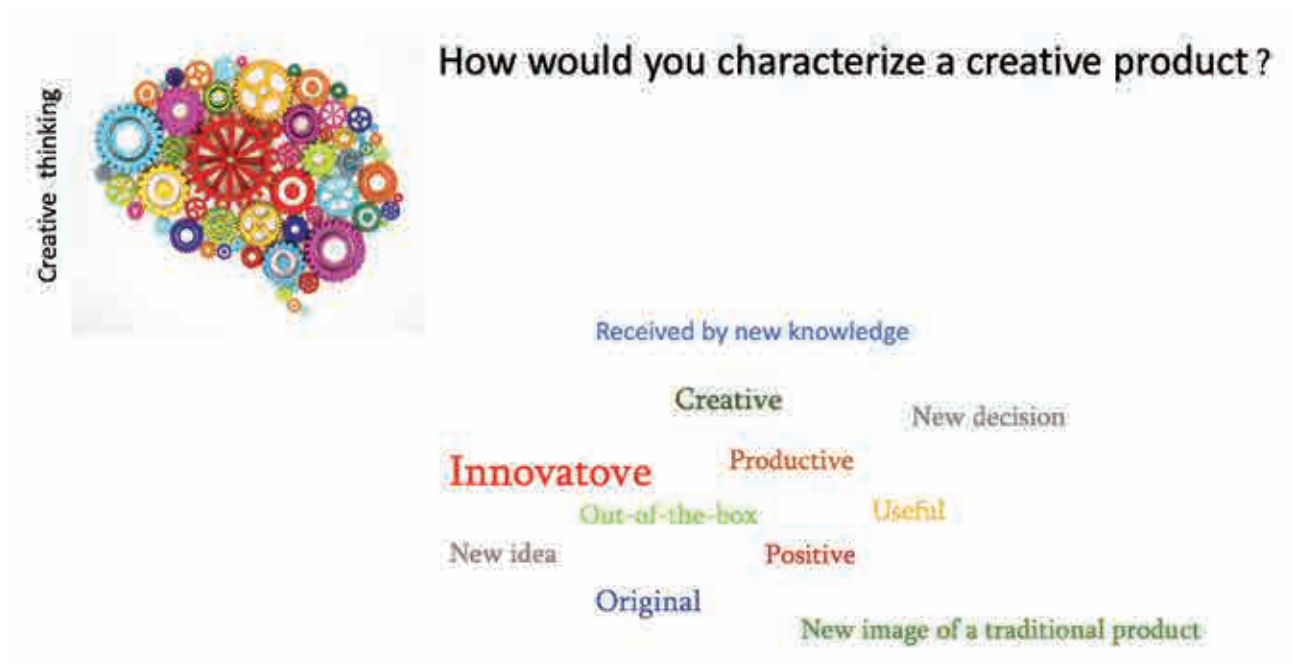 How would you characterize a creative product ?
Creative thinking
Received by new knowledge
Creative
New decision
Innovatove
Productive
Out-of-the-box
Useful
New idea
Positive
Original
New image of a traditional product